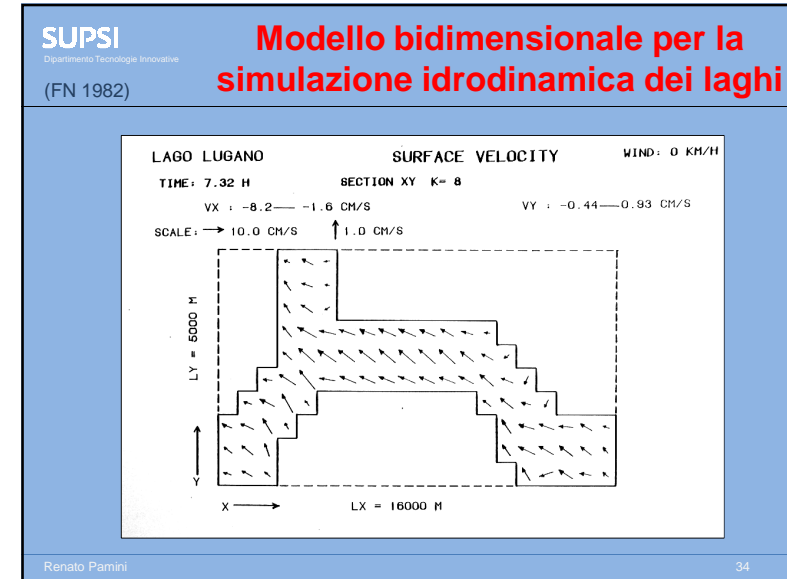 SUPSI
Dipartimento Tecnologie Innovative
(FN 1982)
Modello bidimensionale per la
simulazione idrodinamica dei laghi
LAGO LUGANO SURFACE VELOCITY WIND: 0 KM/H
TIME: 7.32 H SECTION XY K= 8
VX : -8.2 -1.6 CM/S VY : -0.44 0.93 CM/S
SCALE: 10.0 CM/S 1.0 CM/S
LY = 5000 M
Y
X LX = 16000 M
Renato Pamini 34